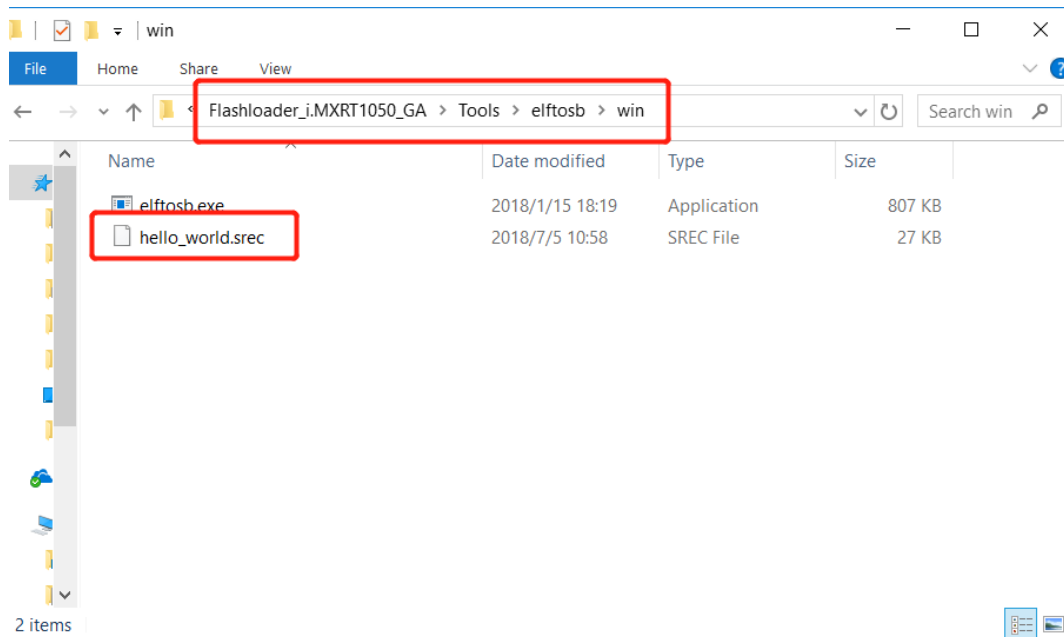 win
File Home Share View
Flashloader_i.MXRT1050_GA > Tools > elftosb > win
Search win
Name Date modified Type Size
elftosb.exe 2018/1/15 18:19 Application 807 KB
hello_world.srec 2018/7/5 10:58 SREC File 27 KB
2 items